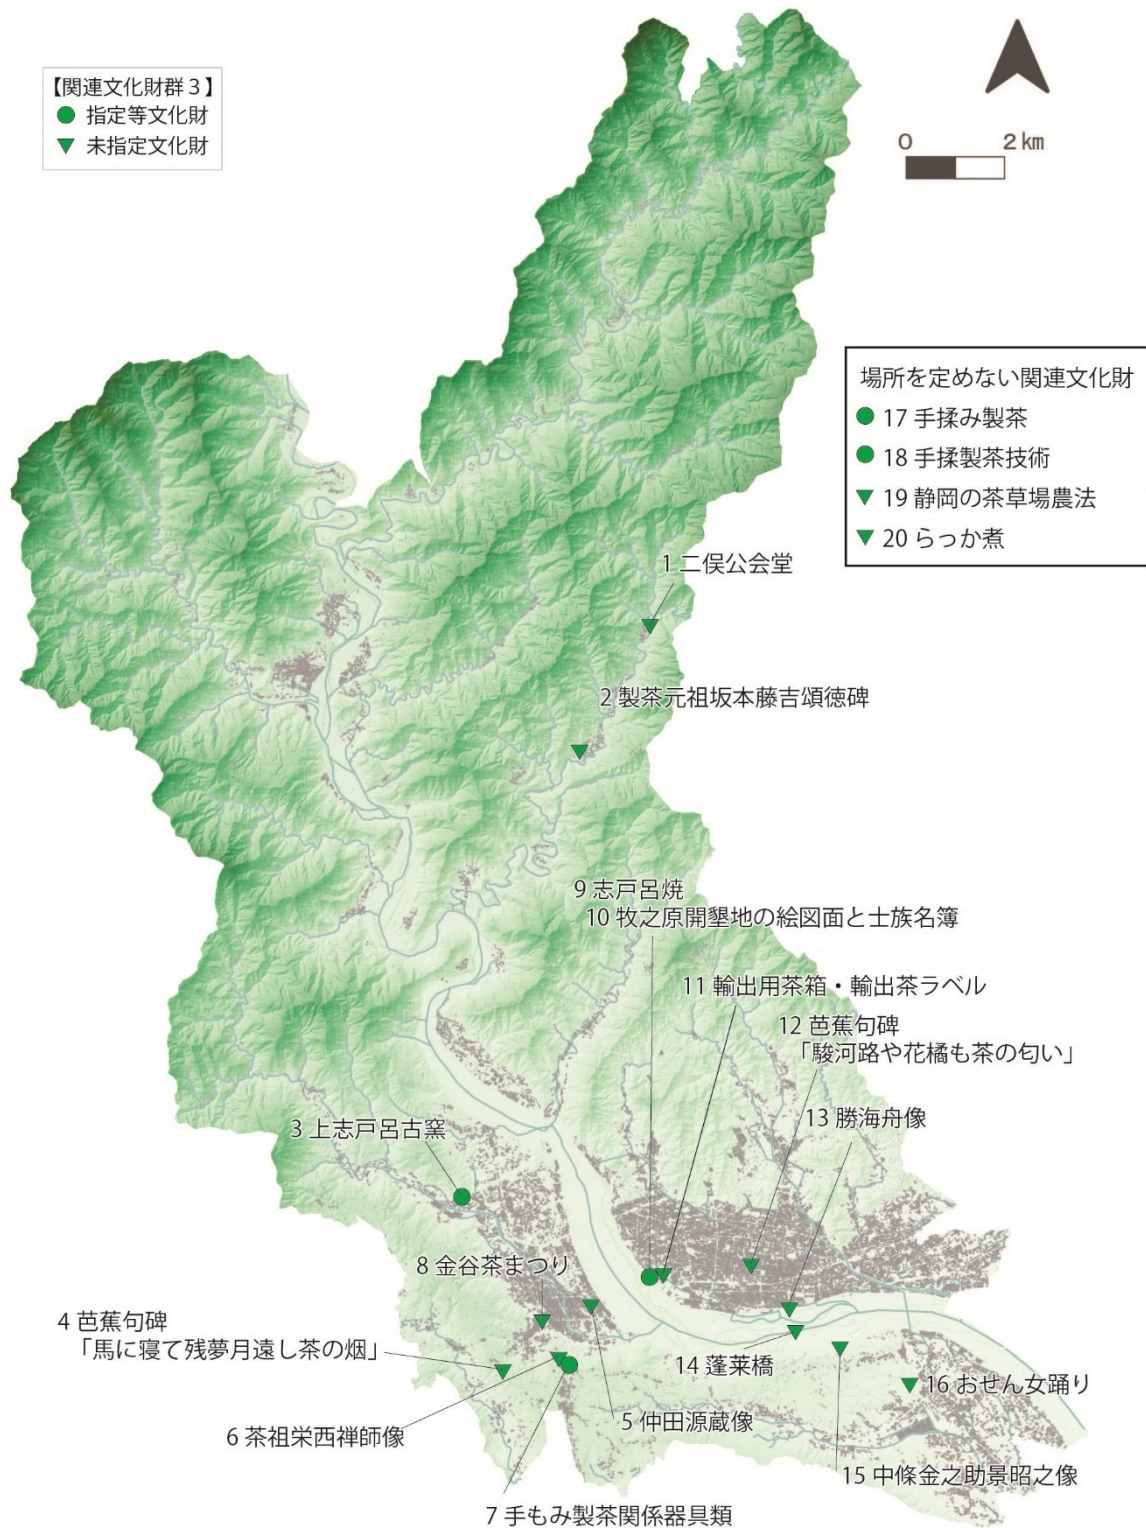 【関連文化財群 3】
指定等文化財
未指定文化財
0 2 km
場所を定めない関連文化財
17 手揉み製茶
18 手揉製茶技術
19 静岡の茶草場農法
20 らっか煮
1 二俣公会堂
2 製茶元祖坂本藤吉頌徳碑
9 志戸呂焼
10 牧之原開墾地の絵図面と士族名簿
11 輸出用茶箱・輸出茶ラベル
12 芭蕉句碑
「駿河路や花橘も茶の匂い」
13 勝海舟像
3 上志戸呂古窯
8 金谷茶まつり
4 芭蕉句碑
「馬に寝て残夢月遠し茶の烟」
14 蓬莱橋
16 おせん女踊り
5 仲田源蔵像
6 茶祖栄西禅師像
15 中條金之助景昭之像
7 手もみ製茶関係器具類